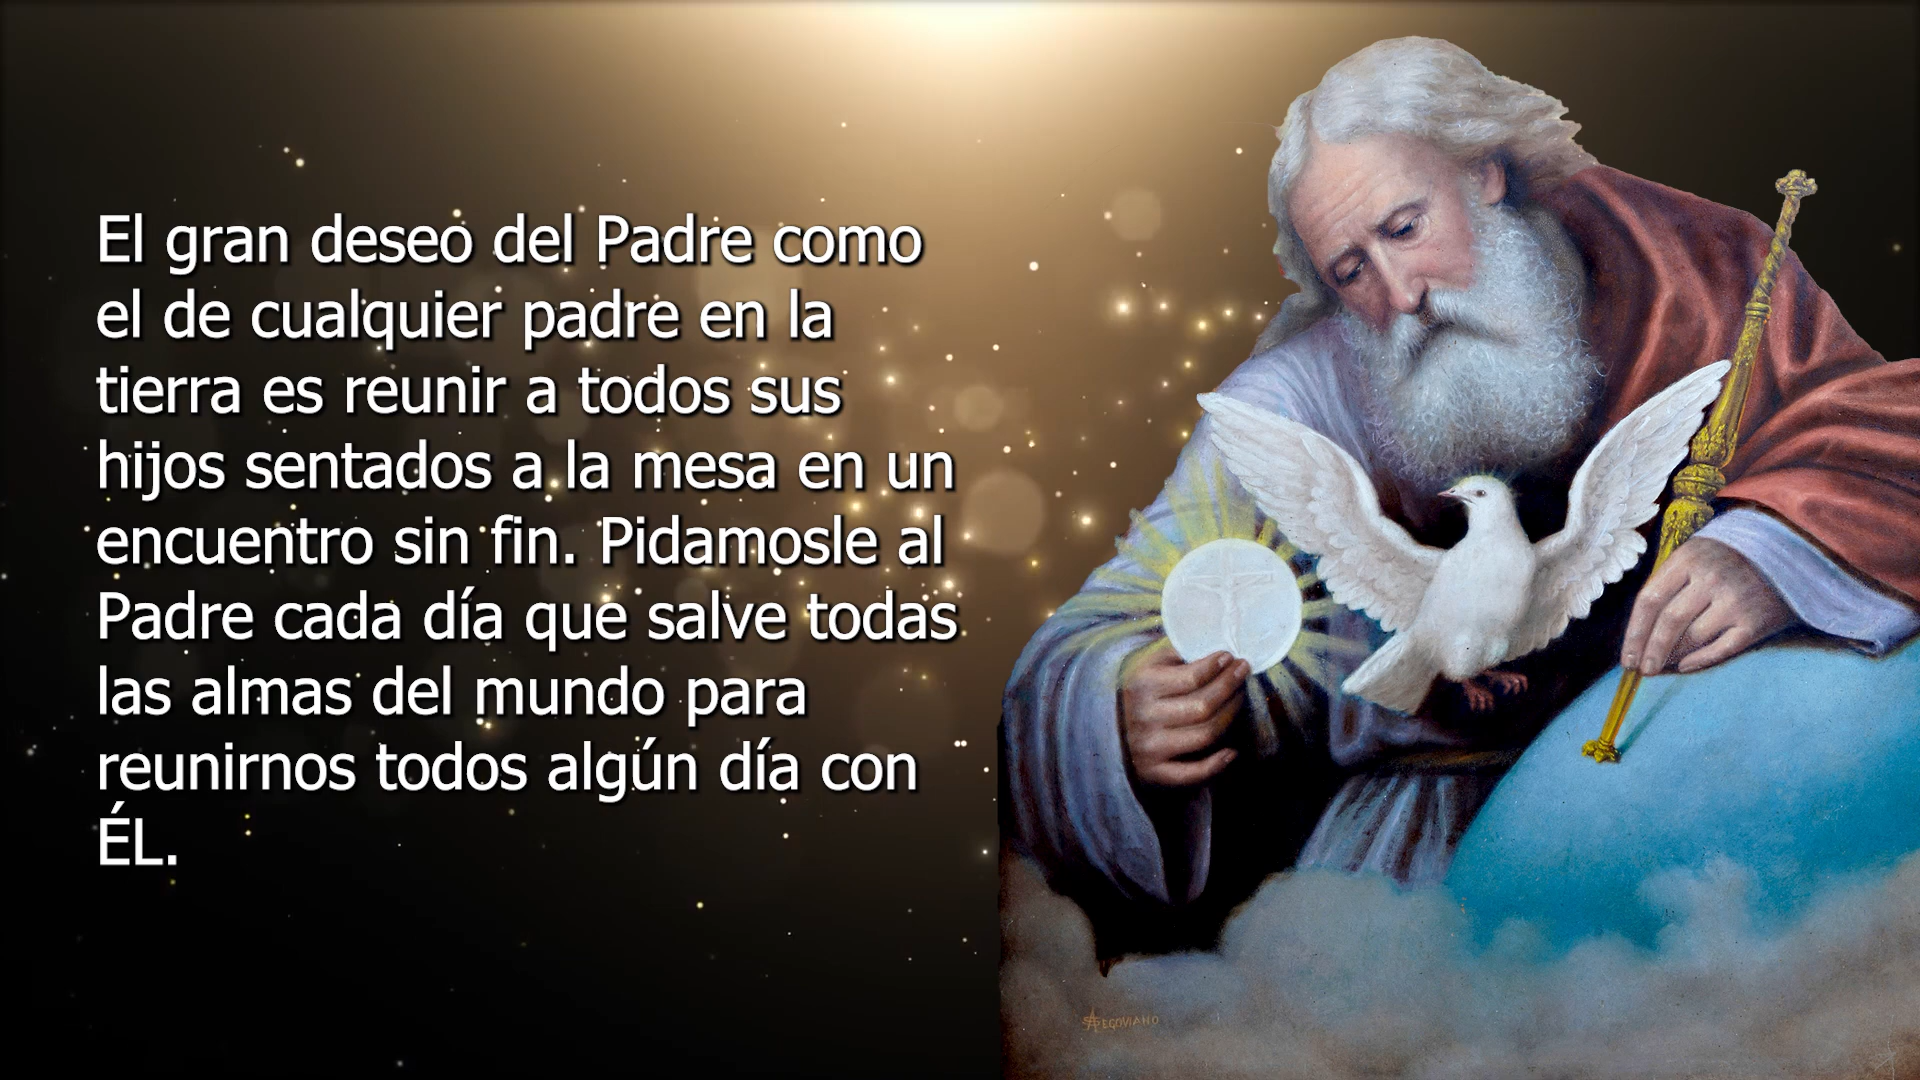 El gran deseo del Padre como
el de cualquier padre en la
tierra es reunir a todos sus
hijos sentados a la mesa en un
encuentro sin fin. Pidamosle al
Padre cada día que salve todas
las almas del mundo para
reunirnos todos algún día con
ÉL.
SEGOVIANO